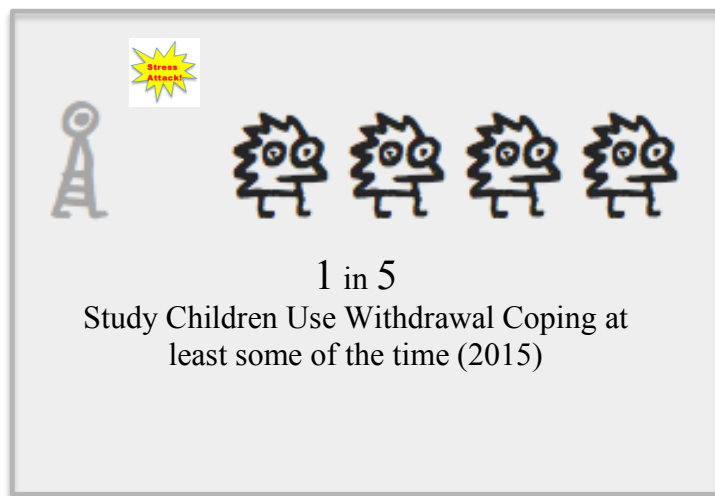 Stress
Attack!
1 in 5
Study Children Use Withdrawal Coping at
least some of the time (2015)